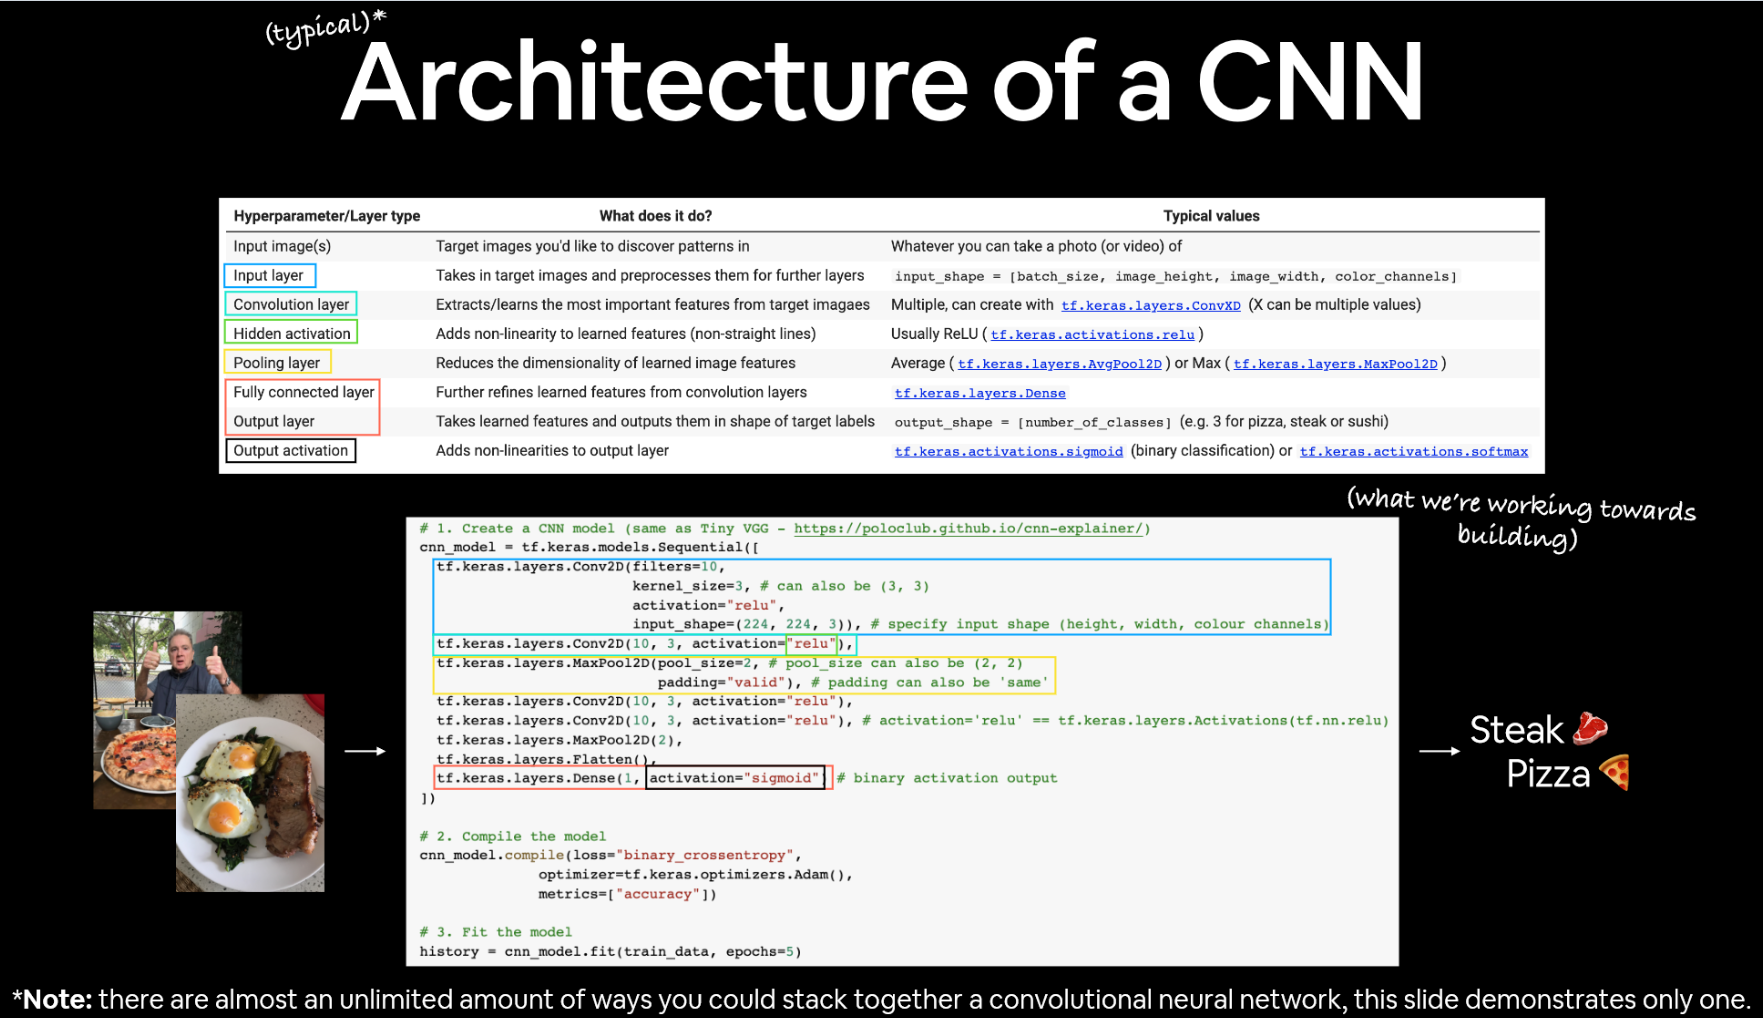 (typical)*
Architecture of a CNN
Hyperparameter/Layer type What does it do? Typical values
Input image(s) Target images you'd like to discover patterns in Whatever you can take a photo (or video) of
Input layer Takes in target images and preprocesses them for further layers input_shape = [batch_size, image_height, image_width, color_channels]
Convolution layer Extracts/learns the most important features from target imagaes Multiple, can create with tf.keras.layers.ConvXD (X can be multiple values)
Hidden activation Adds non-linearity to learned features (non-straight lines) Usually ReLU (tf.keras.activations.relu)
Pooling layer Reduces the dimensionality of learned image features Average (tf.keras.layers.AvgPool2D) or Max (tf.keras.layers.MaxPool2D)
Fully connected layer Further refines learned features from convolution layers tf.keras.layers.Dense
Output layer Takes learned features and outputs them in shape of target labels output_shape = [number_of_classes] (e.g. 3 for pizza, steak or sushi)
Output activation Adds non-linearities to output layer tf.keras.activations.sigmoid (binary classification) or tf.keras.activations.softmax
(what we're working towards
building)
# 1. Create a CNN model (same as Tiny VGG - https://poloclub.github.io/cnn-explainer/)
cnn_model = tf.keras.models.Sequential([
tf.keras.layers.Conv2D(filters=10,
kernel_size=3, # can also be (3, 3)
activation="relu",
input_shape=(224, 224, 3)), # specify input shape (height, width, colour channels)
tf.keras.layers.Conv2D(10, 3, activation="relu"),
tf.keras.layers.MaxPool2D(pool_size=2, # pool_size can also be (2, 2)
padding="valid"), # padding can also be 'same'
tf.keras.layers.Conv2D(10, 3, activation="relu"),
tf.keras.layers.Conv2D(10, 3, activation="relu"), # activation='relu' == tf.keras.layers.Activations(tf.nn.relu)
tf.keras.layers.MaxPool2D(2),
tf.keras.layers.Flatten(),
tf.keras.layers.Dense(1, activation="sigmoid") # binary activation output
])
# 2. Compile the model
cnn_model.compile(loss="binary_crossentropy",
optimizer=tf.keras.optimizers.Adam(),
metrics=["accuracy"])
# 3. Fit the model
history = cnn_model.fit(train_data, epochs=5)
Steak 🥩
Pizza 🍕
*Note: there are almost an unlimited amount of ways you could stack together a convolutional neural network, this slide demonstrates only one.